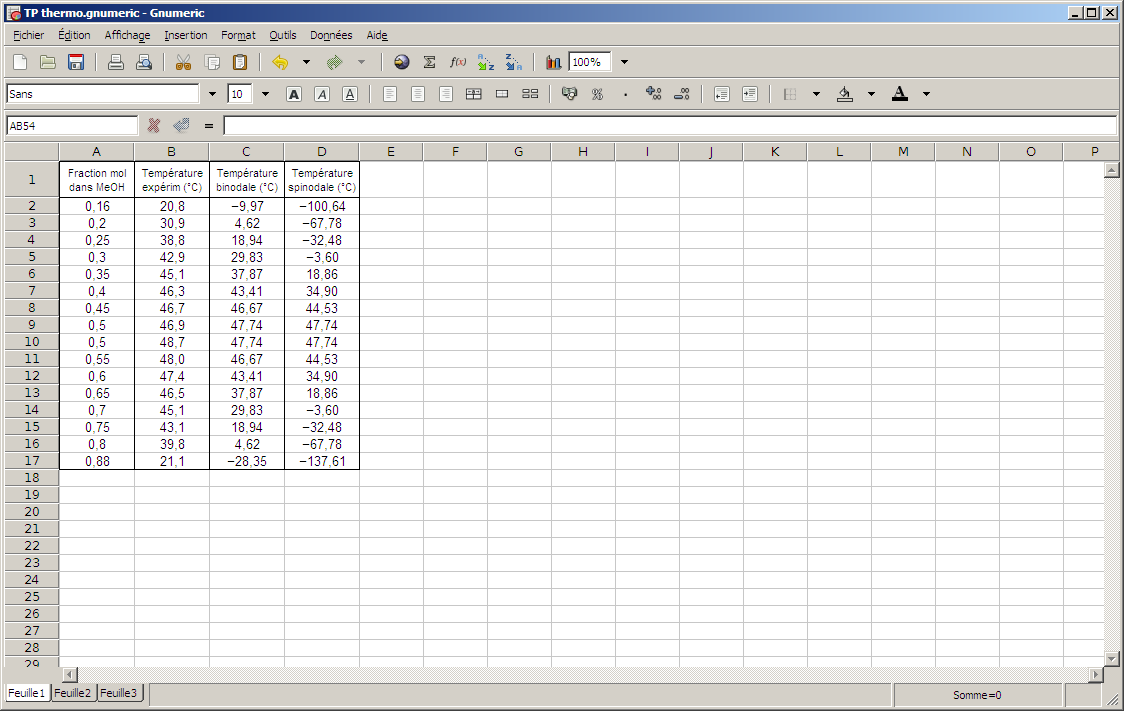 TP thermo.gnumeric - Gnumeric
Fichier Édition Affichage Insertion Format Outils Données Aide
f(x) a z z a 100%
Sans 10 A A A % A
AB54 =
A B C D E F G H I J K L M N O P
1 Fraction mol Température Température Température
dans MeOH expérim (°C) binodale (°C) spinodale (°C)
2 0,16 20,8 −9,97 −100,64
3 0,2 30,9 4,62 −67,78
4 0,25 38,8 18,94 −32,48
5 0,3 42,9 29,83 −3,60
6 0,35 45,1 37,87 18,86
7 0,4 46,3 43,41 34,90
8 0,45 46,7 46,67 44,53
9 0,5 46,9 47,74 47,74
10 0,5 48,7 47,74 47,74
11 0,55 48,0 46,67 44,53
12 0,6 47,4 43,41 34,90
13 0,65 46,5 37,87 18,86
14 0,7 45,1 29,83 −3,60
15 0,75 43,1 18,94 −32,48
16 0,8 39,8 4,62 −67,78
17 0,88 21,1 −28,35 −137,61
18
19
20
21
22
23
24
25
26
27
28
29
Feuille1 Feuille2 Feuille3 Somme=0